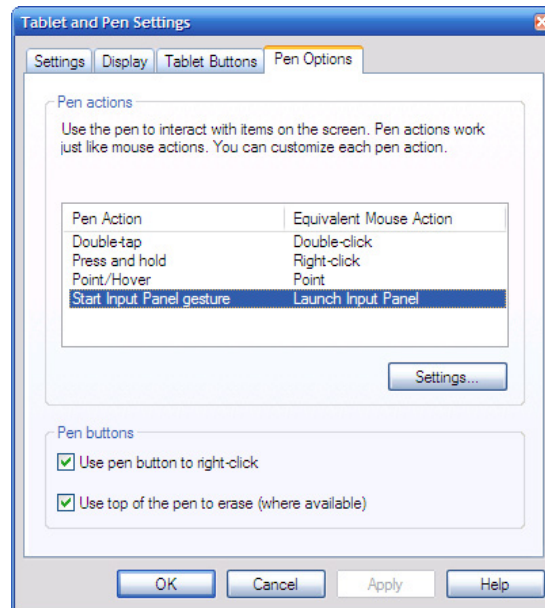 Tablet and Pen Settings
Settings Display Tablet Buttons Pen Options
Pen actions
Use the pen to interact with items on the screen. Pen actions work
just like mouse actions. You can customize each pen action.
Pen Action Equivalent Mouse Action
Double-tap Double-click
Press and hold Right-click
Point/Hover Point
Start Input Panel gesture Launch Input Panel
Settings...
Pen buttons
Use pen button to right-click
Use top of the pen to erase (where available)
OK Cancel Apply Help